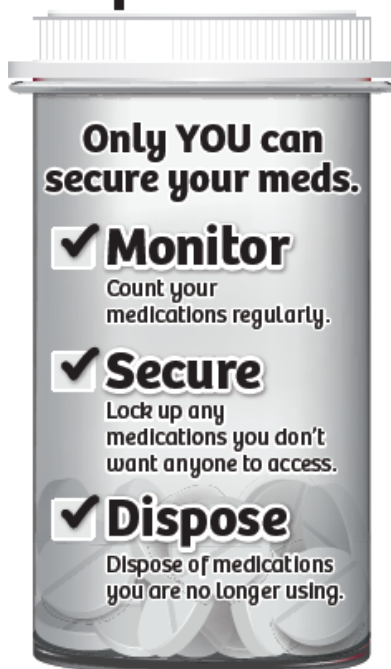 Only YOU can
secure your meds.
Monitor
Count your
medications regularly.
Secure
Lock up any
medications you don't
want anyone to access.
Dispose
Dispose of medications
you are no longer using.